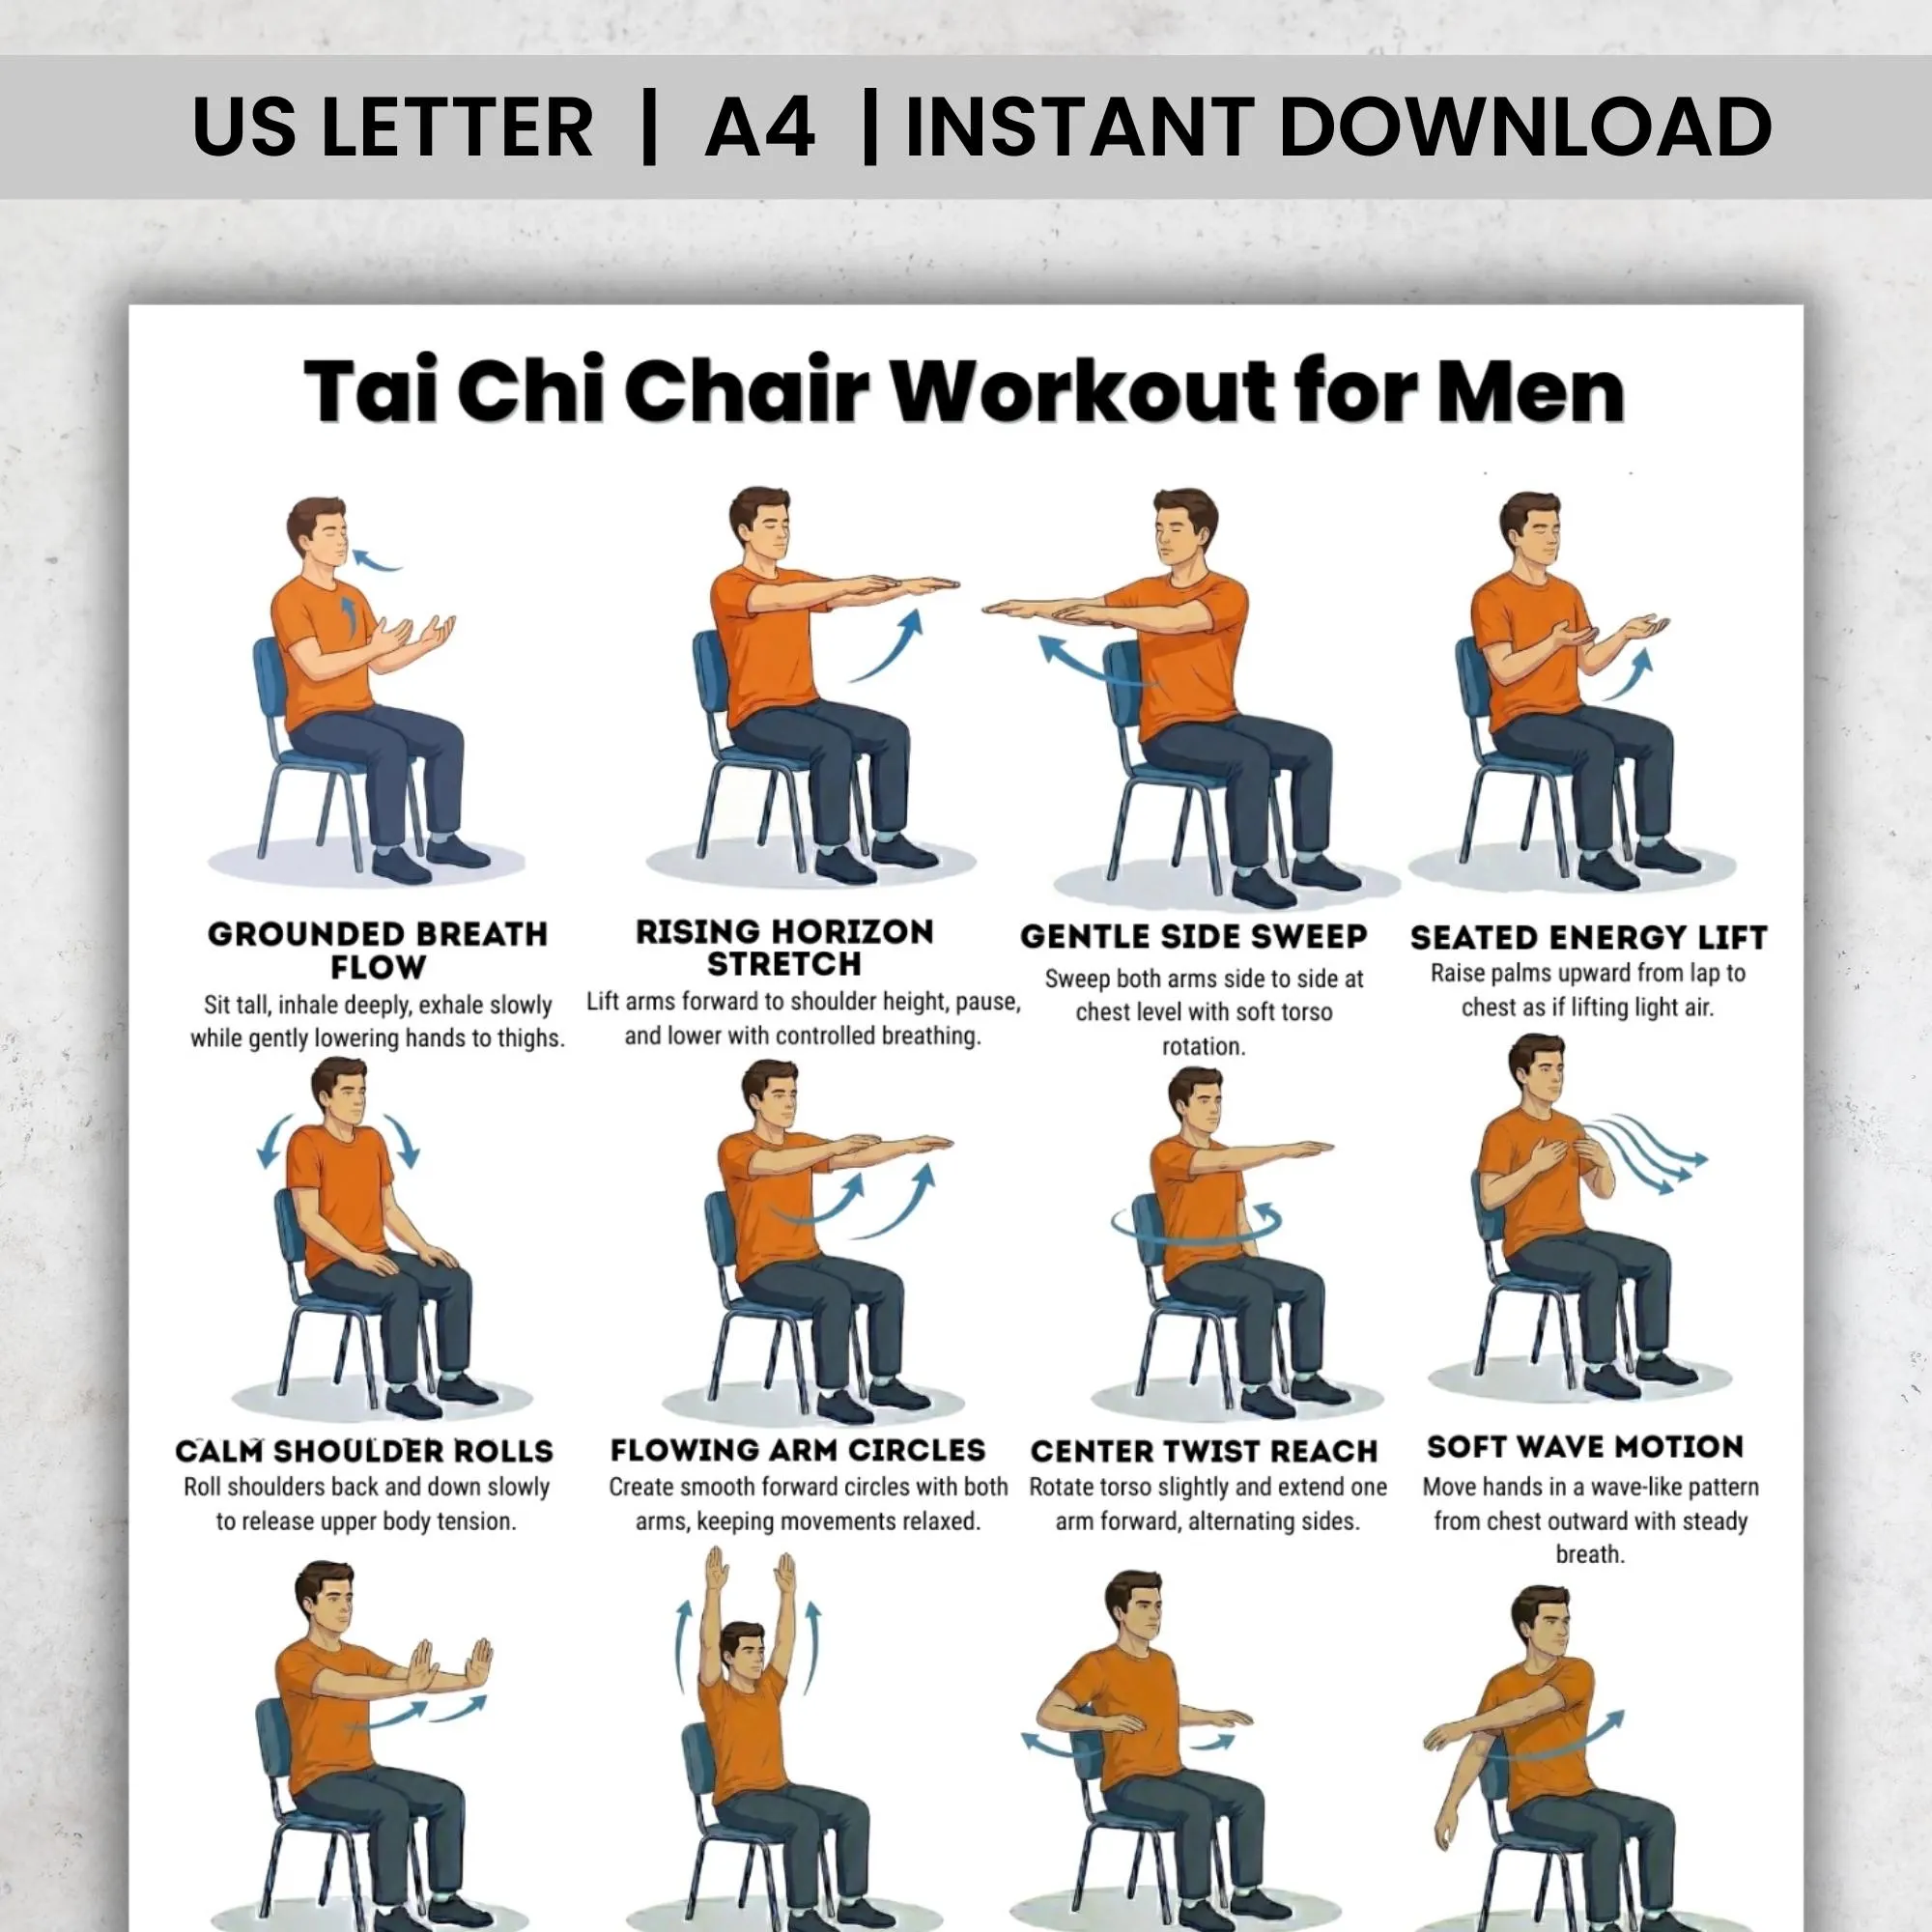 US LETTER | A4 | INSTANT DOWNLOAD
Tai Chi Chair Workout for Men
GROUNDED BREATH
FLOW
Sit tall, inhale deeply, exhale slowly
while gently lowering hands to thighs.
RISING HORIZON
STRETCH
Lift arms forward to shoulder height, pause,
and lower with controlled breathing.
GENTLE SIDE SWEEP
Sweep both arms side to side at
chest level with soft torso
rotation.
SEATED ENERGY LIFT
Raise palms upward from lap to
chest as if lifting light air.
CALM SHOULDER ROLLS
Roll shoulders back and down slowly
to release upper body tension.
FLOWING ARM CIRCLES
Create smooth forward circles with both
arms, keeping movements relaxed.
CENTER TWIST REACH
Rotate torso slightly and extend one
arm forward, alternating sides.
SOFT WAVE MOTION
Move hands in a wave-like pattern
from chest outward with steady
breath.